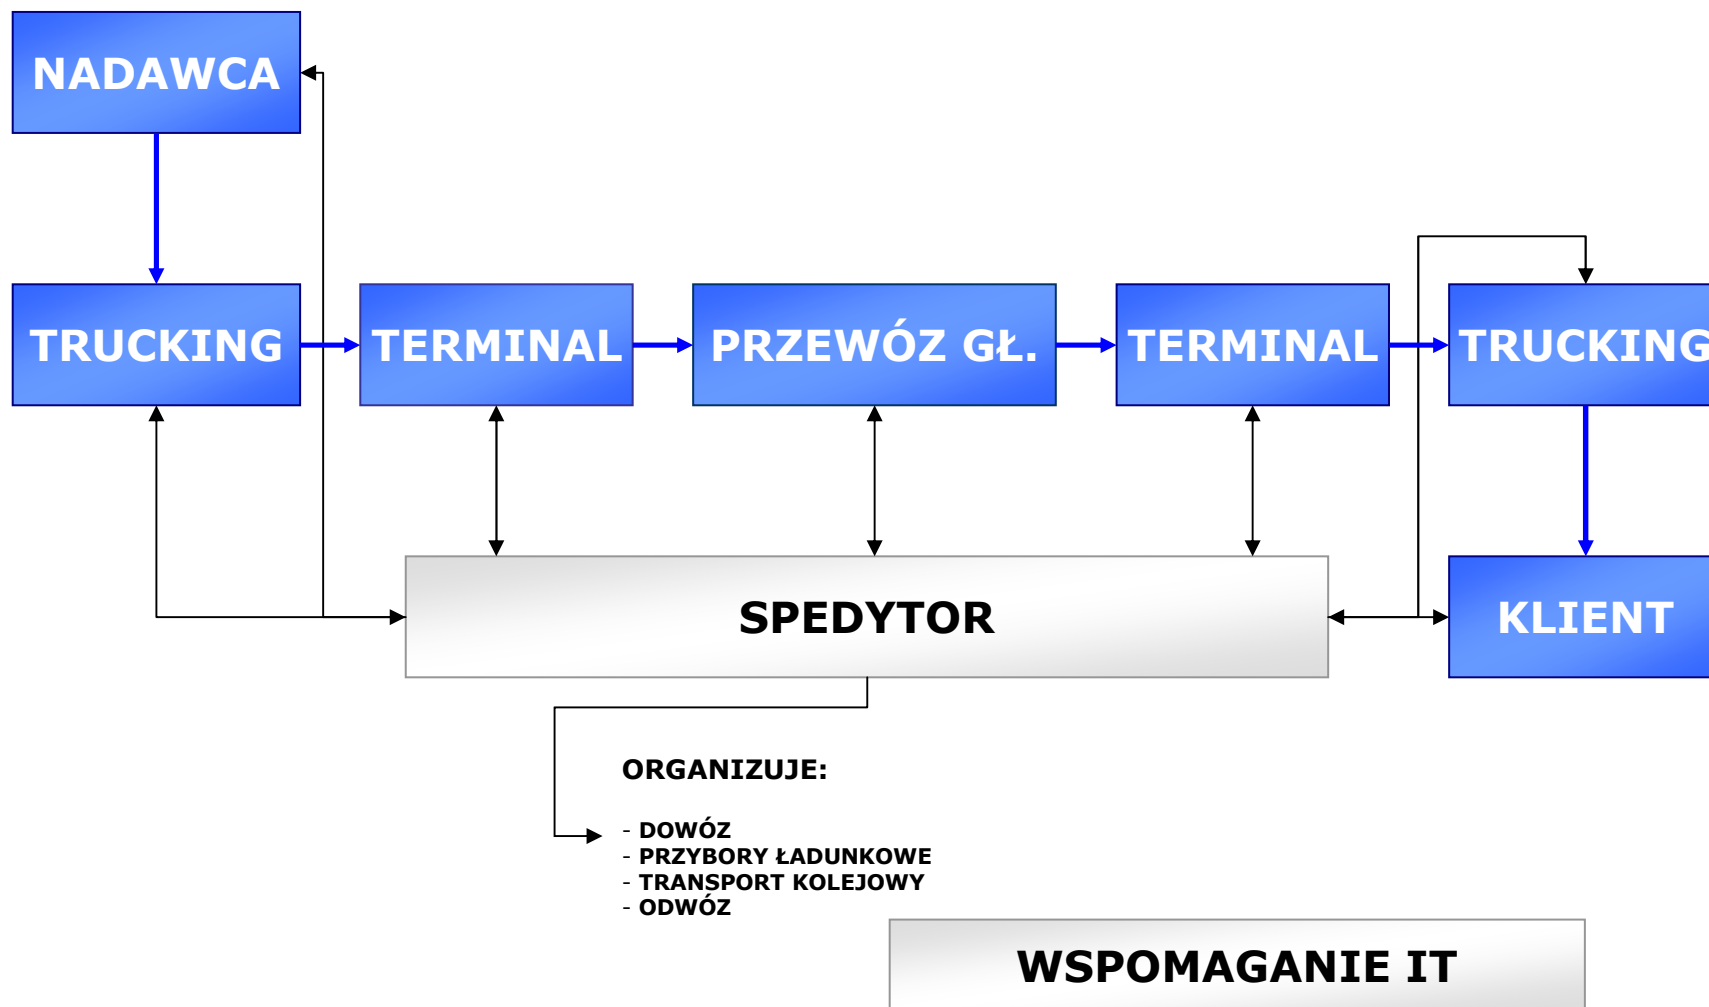 NADAWCA
TRUCKING
TERMINAL
PRZEWÓZ GŁ.
TERMINAL
TRUCKING
SPEDYTOR
KLIENT
ORGANIZUJE:
- DOWÓZ
- PRZYBORY ŁADUNKOWE
- TRANSPORT KOLEJOWY
- ODWÓZ
WSPOMAGANIE IT